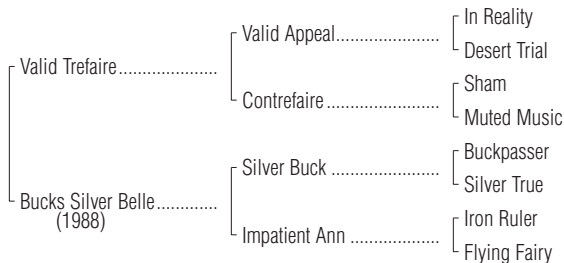 In Reality
Valid Appeal....................
Desert Trial
Valid Trefaire...................
Sham
Contrefaire.......................
Muted Music
Buckpasser
Silver Buck ......................
Silver True
Bucks Silver Belle............
(1988)
Iron Ruler
Impatient Ann ..................
Flying Fairy